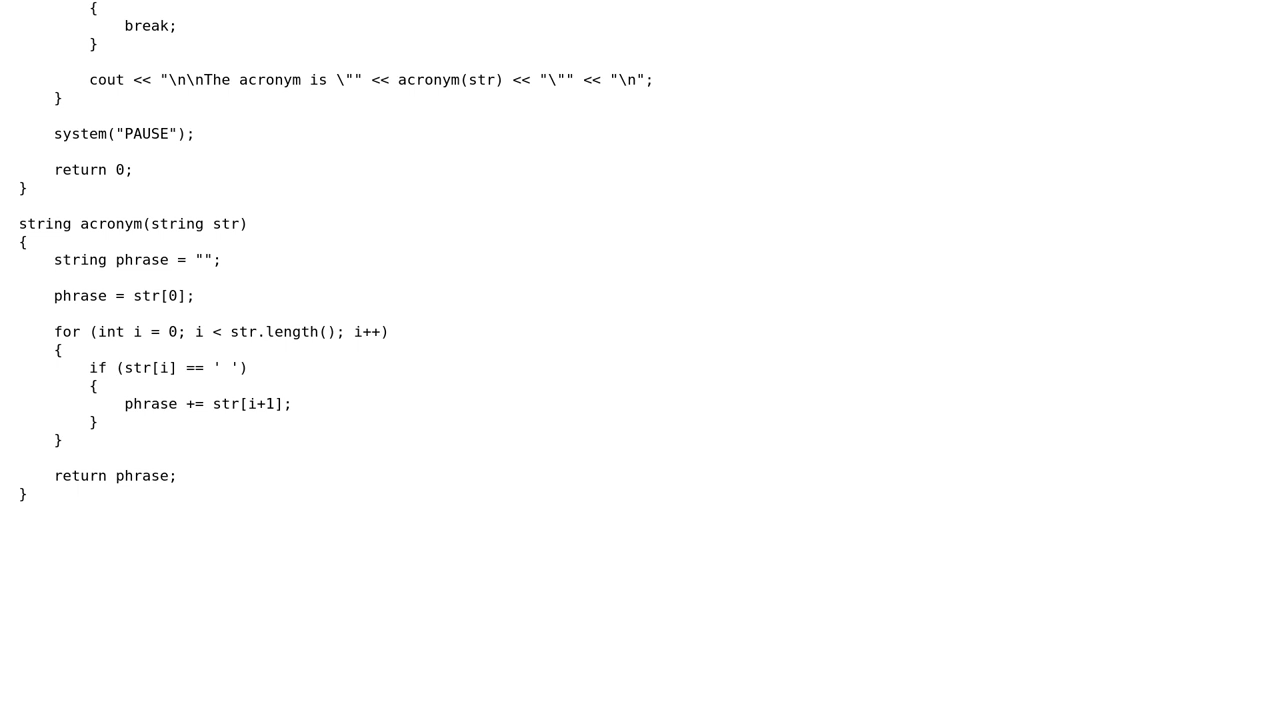 {
            break;
        }

        cout << "\n\nThe acronym is \"" << acronym(str) << "\"" << "\n";
    }

    system("PAUSE");

    return 0;
}

string acronym(string str)
{
    string phrase = "";

    phrase = str[0];

    for (int i = 0; i < str.length(); i++)
    {
        if (str[i] == ' ')
        {
            phrase += str[i+1];
        }
    }

    return phrase;
}